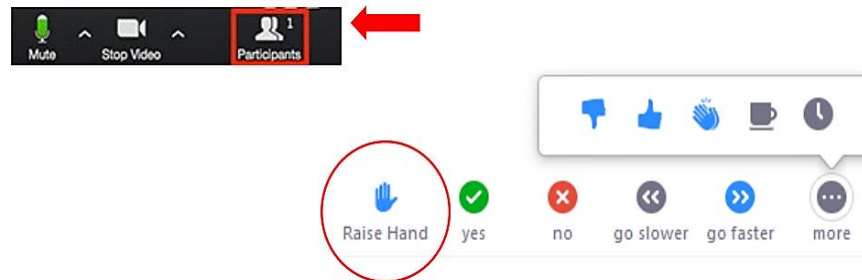 1
Mute Stop Video Participants
Raise Hand yes no go slower go faster more